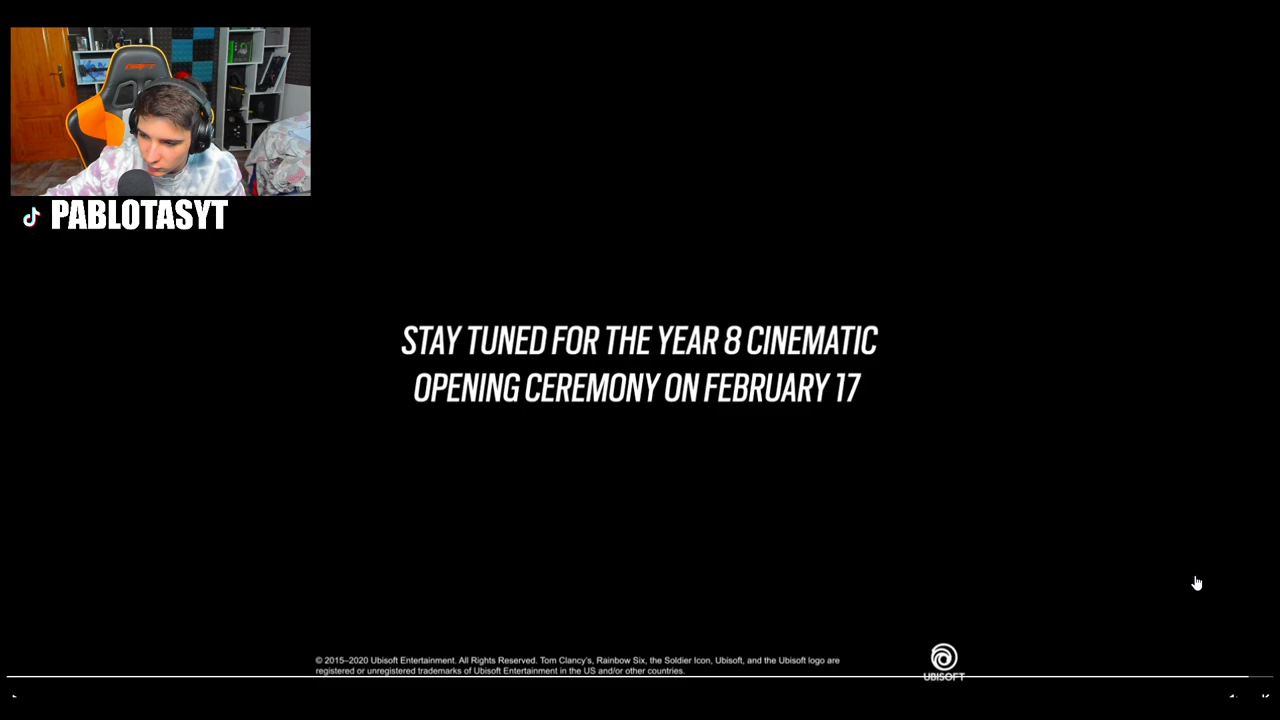 PABLOTASYT
STAY TUNED FOR THE YEAR 8 CINEMATIC
OPENING CEREMONY ON FEBRUARY 17
© 2015–2020 Ubisoft Entertainment. All Rights Reserved. Tom Clancy's, Rainbow Six, the Soldier Icon, Ubisoft, and the Ubisoft logo are
registered or unregistered trademarks of Ubisoft Entertainment in the US and/or other countries.
UBISOFT